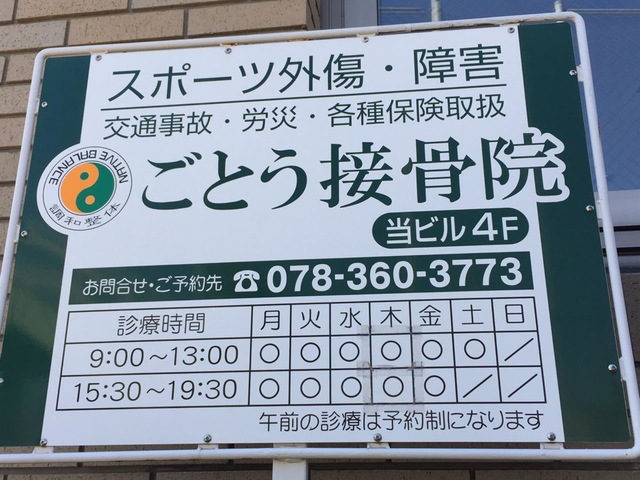 スポーツ外傷・障害
交通事故・労災・各種保険取扱
NATIVE BALANCE
調和整体
ごとう接骨院
当ビル4F
お問合せ・ご予約先 ☎078-360-3773
診療時間 月 火 水 木 金 土 日
9:00～13:00 ○ ○ ○ ○ ○ ○ ／
15:30～19:30 ○ ○ ○ ○ ○ ／ ／
午前の診療は予約制になります